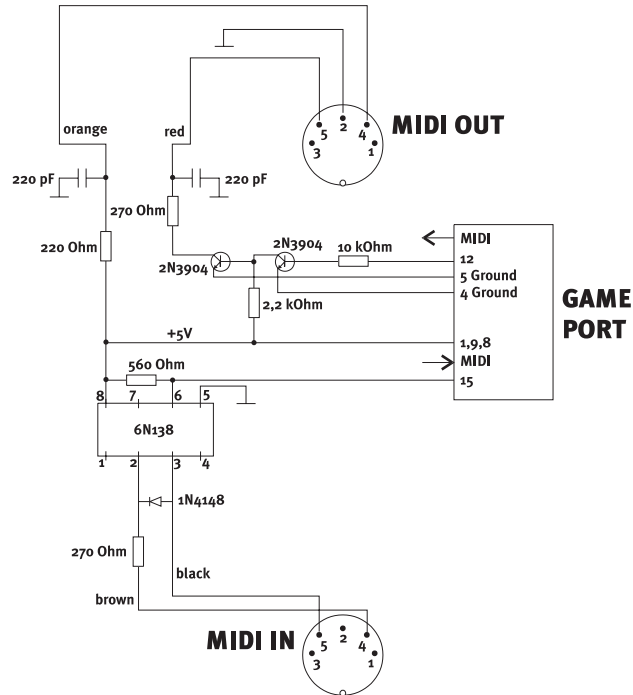 orange
red
5
2
4
3
1
MIDI OUT
220 pF
220 pF
270 Ohm
220 Ohm
2N3904
2N3904
10 kOhm
MIDI
12
5 Ground
4 Ground
2,2 kOhm
GAME
PORT
+5V
1,9,8
MIDI
15
560 Ohm
8
7
6
5
6N138
1
2
3
4
1N4148
270 Ohm
black
brown
MIDI IN
5
2
4
3
1